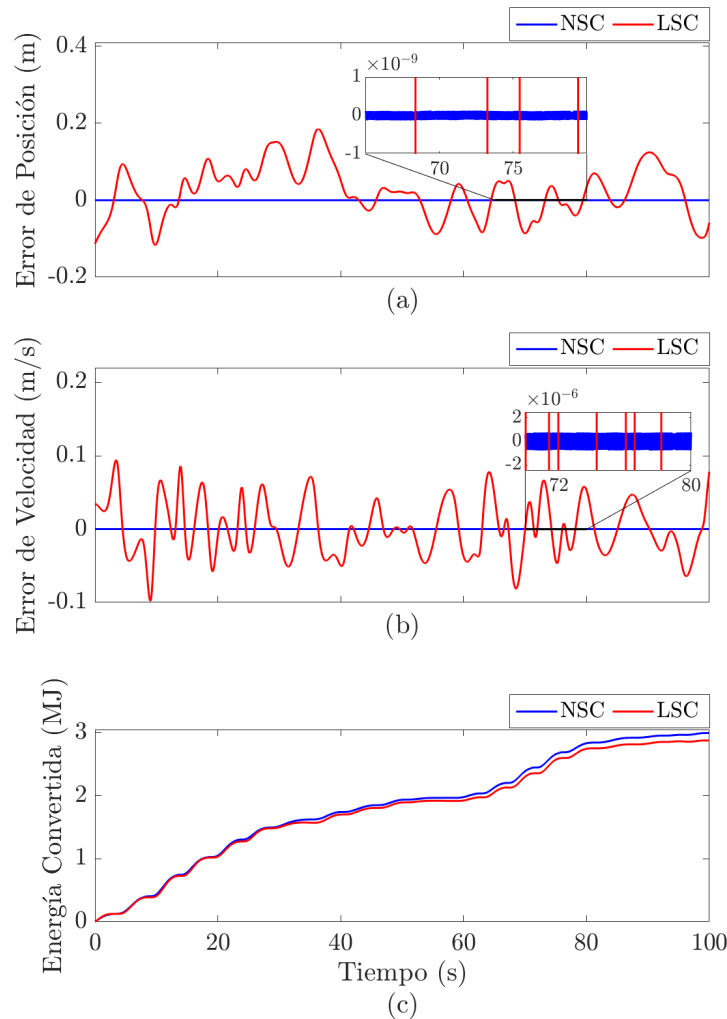 NSC LSC
Error de Posición (m)
0.4
0.2
0
-0.2
×10⁻⁹
1
0
-1
70 75
(a)
NSC LSC
Error de Velocidad (m/s)
0.2
0.1
0
-0.1
×10⁻⁶
2
0
-2
72 80
(b)
NSC LSC
Energía Convertida (MJ)
3
2
1
0
0 20 40 60 80 100
Tiempo (s)
(c)